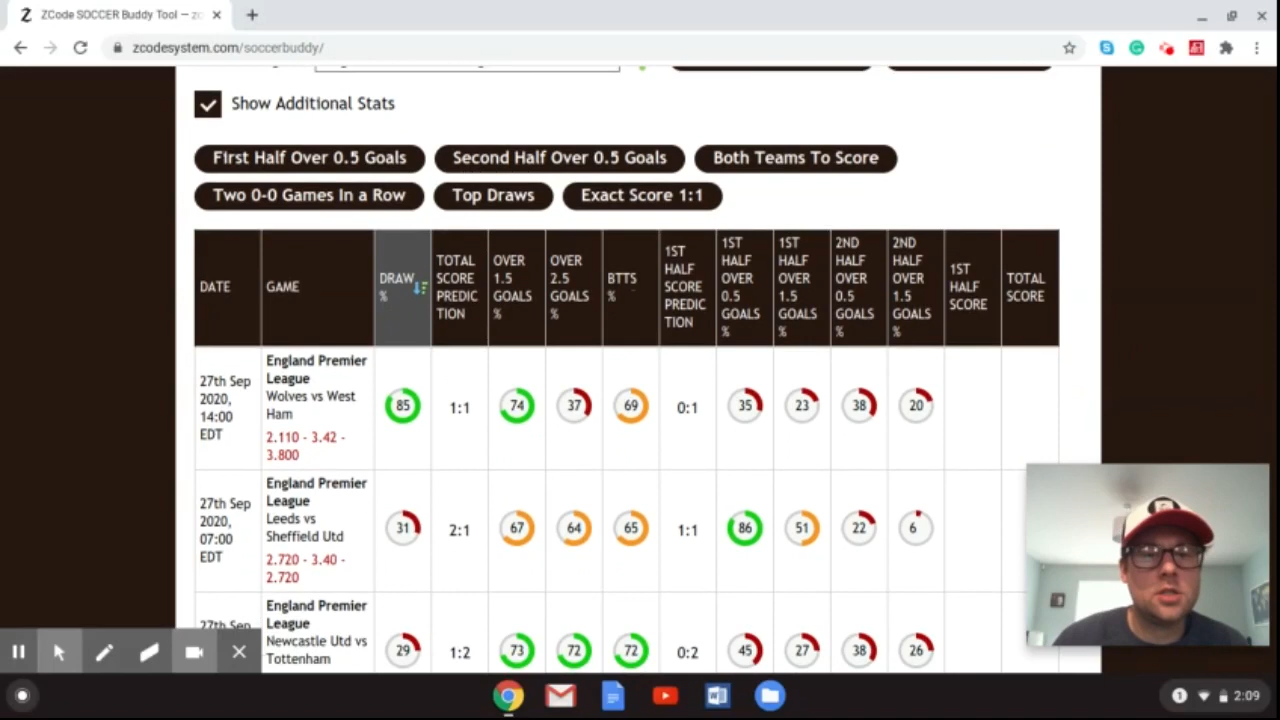 ZCode SOCCER Buddy Tool – zc
zcodesystem.com/soccerbuddy/
Show Additional Stats
First Half Over 0.5 Goals
Second Half Over 0.5 Goals
Both Teams To Score
Two 0-0 Games In a Row
Top Draws
Exact Score 1:1
DATE
GAME
DRAW
%
TOTAL
SCORE
PREDIC
TION
OVER
1.5
GOALS
%
OVER
2.5
GOALS
%
BTTS
%
1ST
HALF
SCORE
PREDIC
TION
1ST
HALF
OVER
0.5
GOALS
%
1ST
HALF
OVER
1.5
GOALS
%
2ND
HALF
OVER
0.5
GOALS
%
2ND
HALF
OVER
1.5
GOALS
%
1ST
HALF
SCORE
TOTAL
SCORE
27th Sep
2020,
14:00
EDT
England Premier
League
Wolves vs West
Ham
2.110 - 3.42 -
3.800
85
1:1
74
37
69
0:1
35
23
38
20
27th Sep
2020,
07:00
EDT
England Premier
League
Leeds vs
Sheffield Utd
2.720 - 3.40 -
2.720
31
2:1
67
64
65
1:1
86
51
22
6
27th Sep
England Premier
League
Newcastle Utd vs
Tottenham
29
1:2
73
72
72
0:2
45
27
38
26
1
2:09